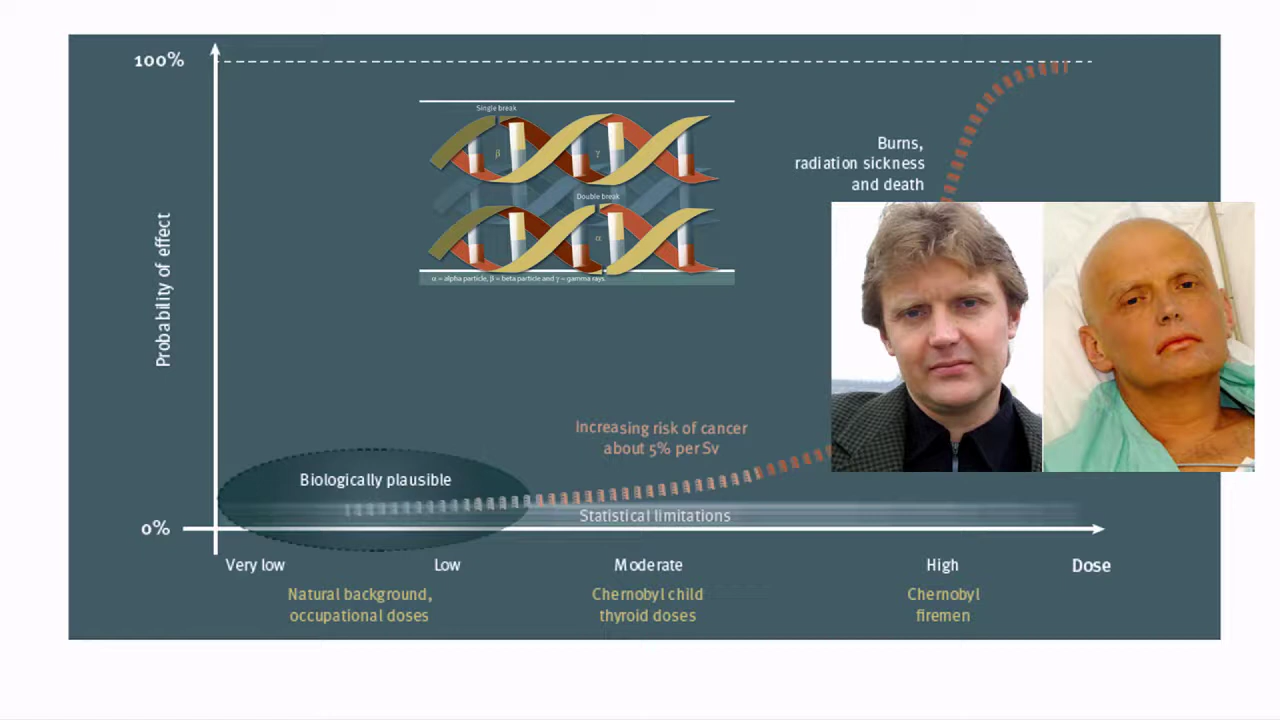 100%
Single break
β
γ
Double break
α
α = alpha particle, β = beta particle and γ = gamma rays.
Burns,
radiation sickness
and death
Probability of effect
Increasing risk of cancer
about 5% per Sv
Biologically plausible
Statistical limitations
0%
Very low
Low
Moderate
High
Dose
Natural background,
occupational doses
Chernobyl child
thyroid doses
Chernobyl
firemen